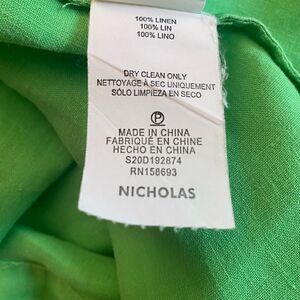 100% LINEN
100% LIN
100% LINO
DRY CLEAN ONLY
NETTOYAGE À SEC UNIQUEMENT
SÓLO LIMPIEZA EN SECO
P
MADE IN CHINA
FABRIQUÉ EN CHINE
HECHO EN CHINA
S20D192874
RN158693
NICHOLAS